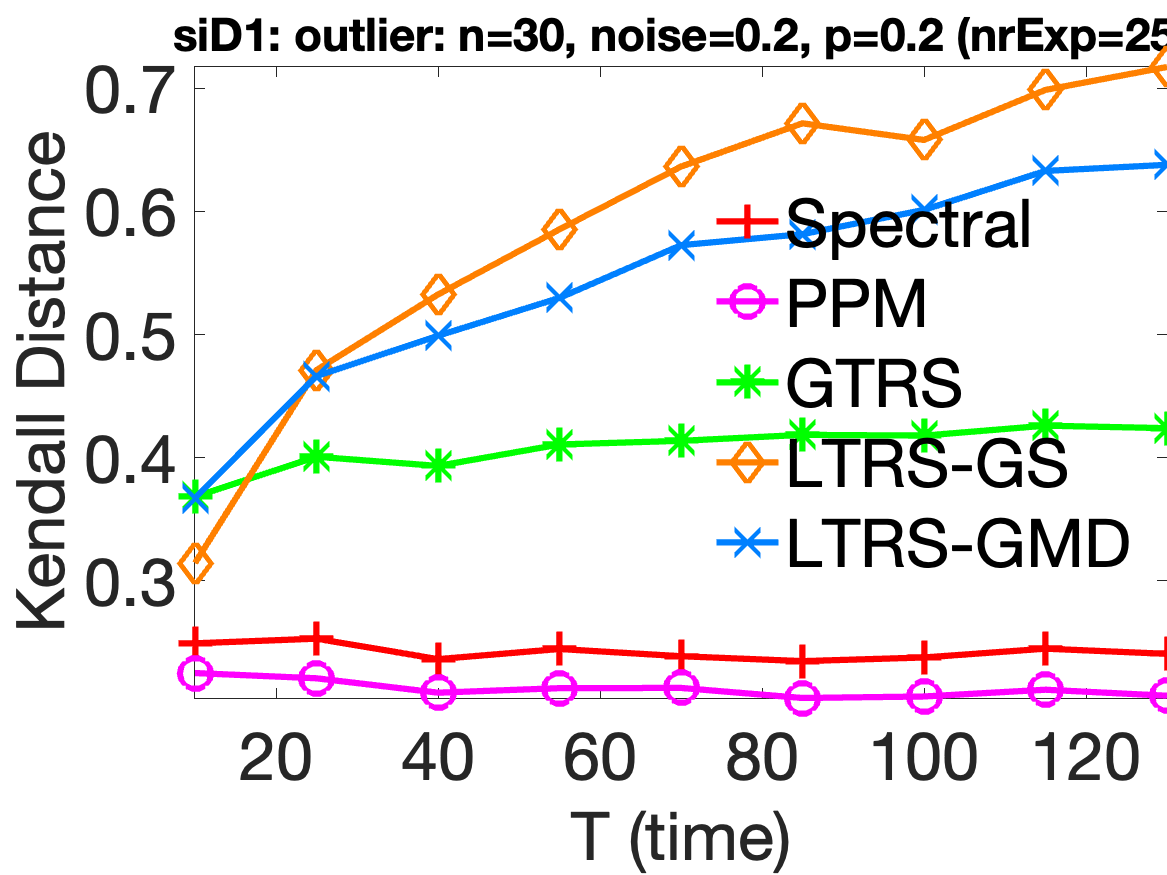 siD1: outlier: n=30, noise=0.2, p=0.2 (nrExp=25
0.7
0.6
0.5
0.4
0.3
Kendall Distance
Spectral
PPM
GTRS
LTRS-GS
LTRS-GMD
20 40 60 80 100 120
T (time)